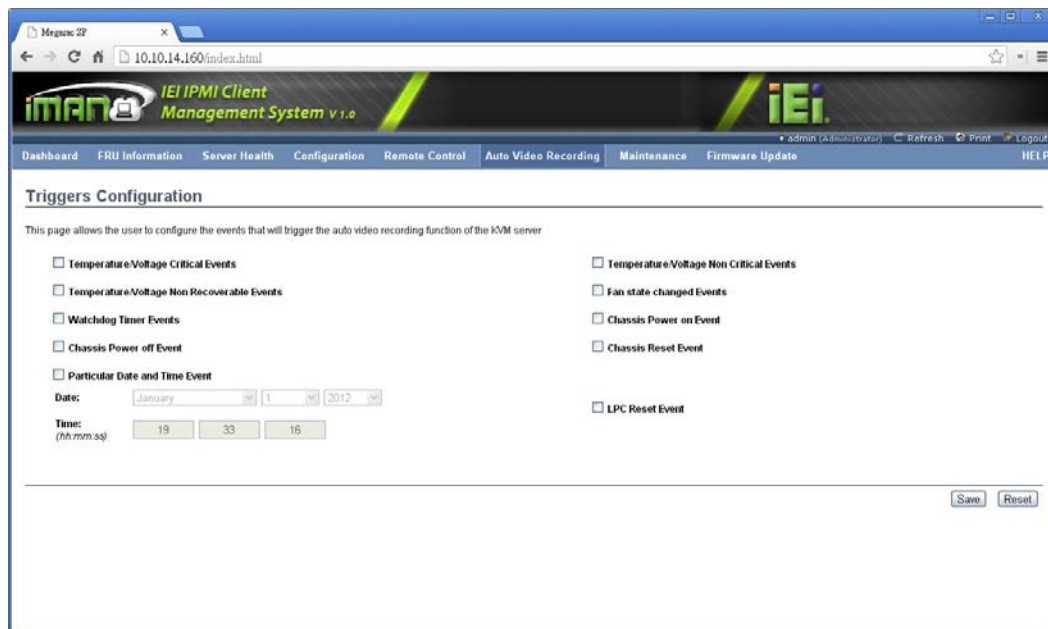 Megarac SP
10.10.14.160/index.html
iMAN
IEI IPMI Client
Management System v 1.0
iEi
admin (Administrator) Refresh Print Logout
Dashboard FRU Information Server Health Configuration Remote Control Auto Video Recording Maintenance Firmware Update HELP
Triggers Configuration
This page allows the user to configure the events that will trigger the auto video recording function of the KVM server
Temperature/Voltage Critical Events Temperature/Voltage Non Critical Events
Temperature/Voltage Non Recoverable Events Fan state changed Events
Watchdog Timer Events Chassis Power on Event
Chassis Power off Event Chassis Reset Event
Particular Date and Time Event
Date: January 1 2012
LPC Reset Event
Time: 19 33 16
(hh:mm:ss)
Save Reset